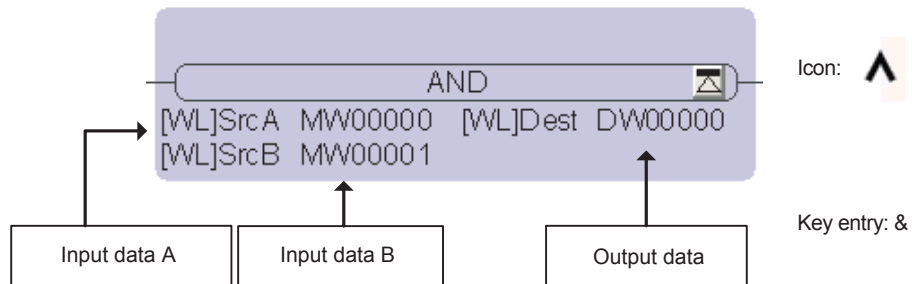 AND
Icon: ∧
[WL]SrcA MW00000 [WL]Dest DW00000
[WL]SrcB MW00001
Key entry: &
Input data A
Input data B
Output data